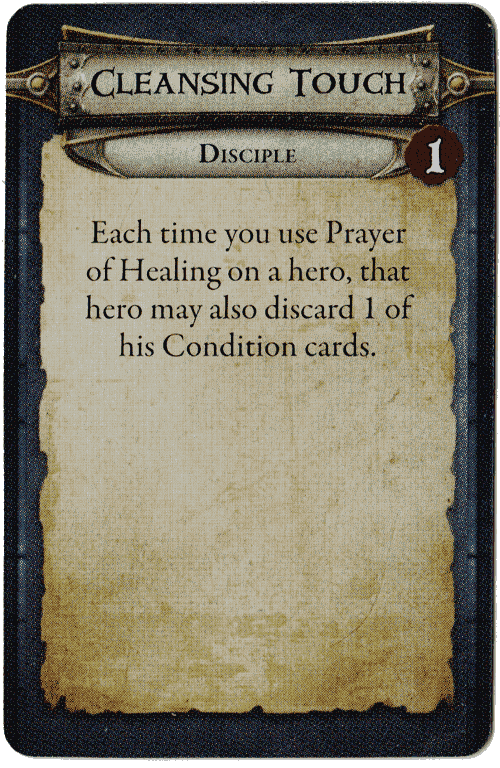 Cleansing Touch
Disciple
1
Each time you use Prayer
of Healing on a hero, that
hero may also discard 1 of
his Condition cards.